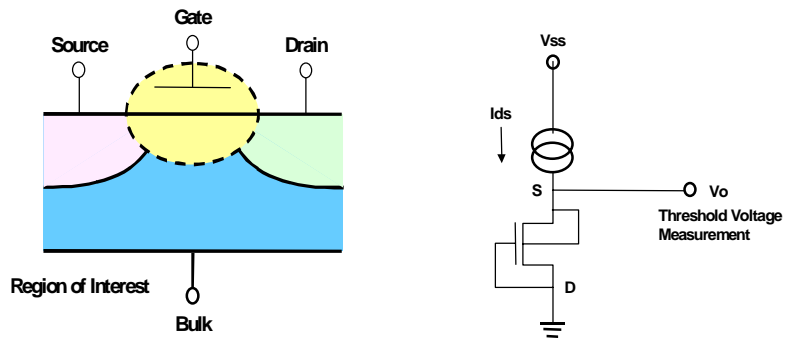 Gate
Source
Drain
Region of Interest
Bulk
Vss
Ids
S
Vo
Threshold Voltage
Measurement
D